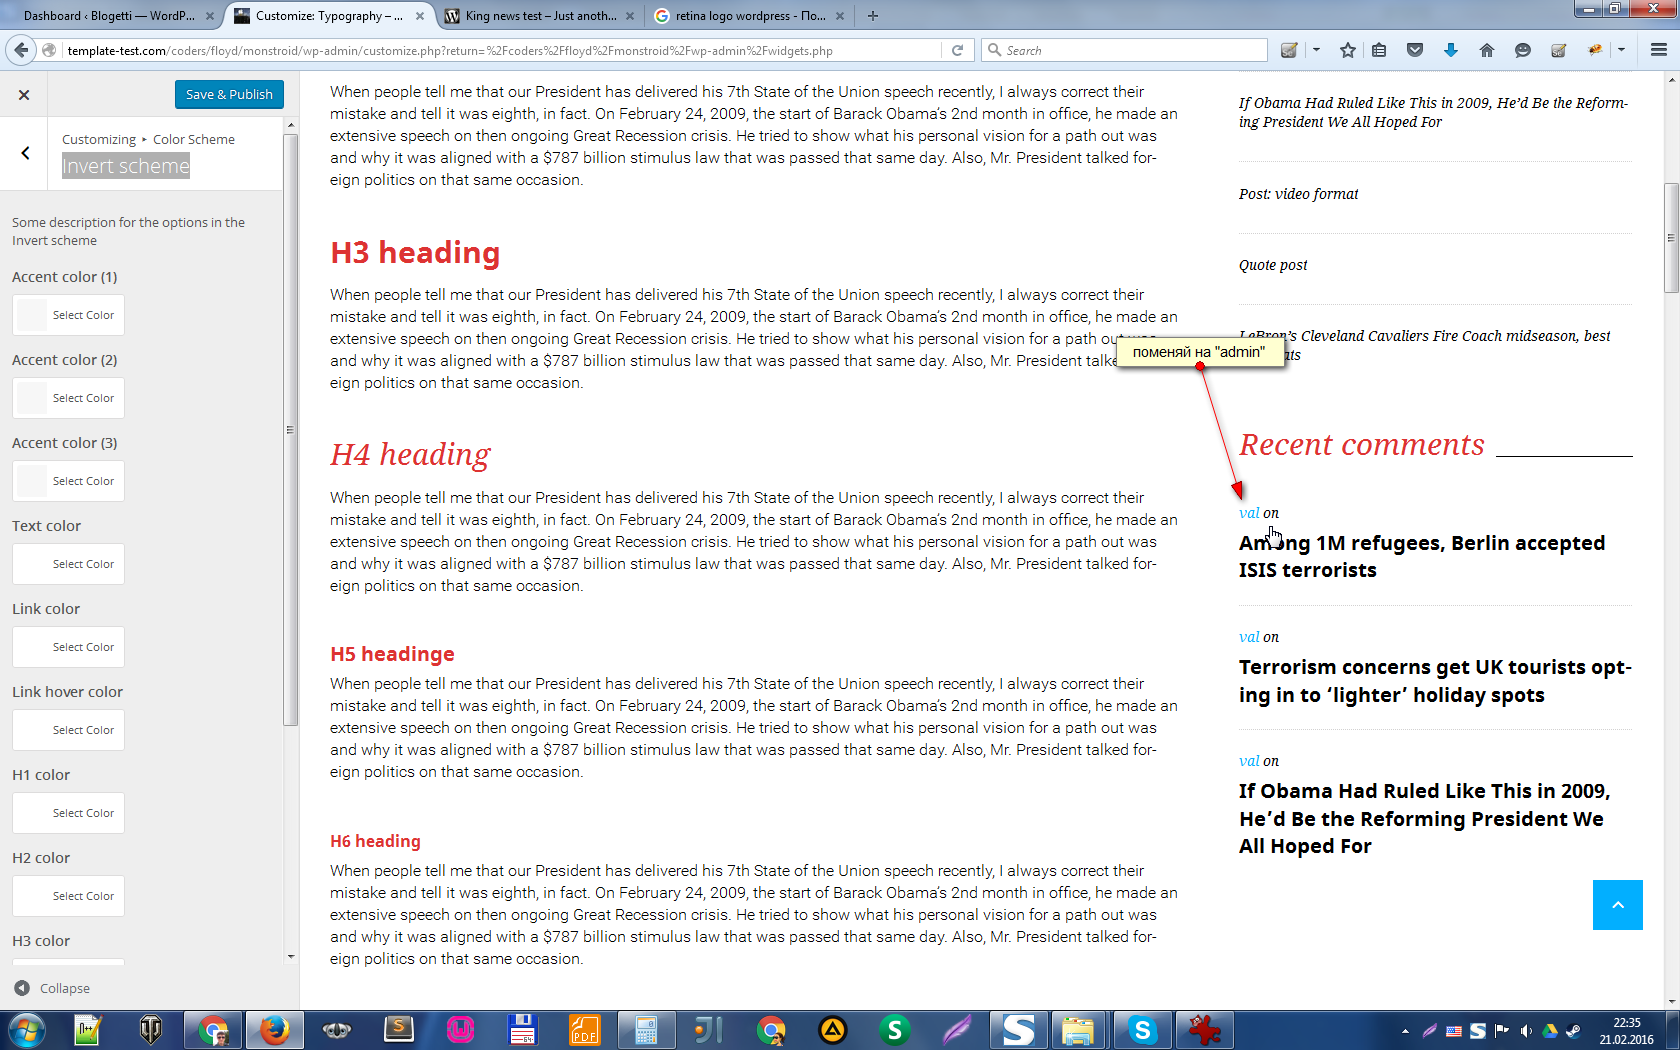 Dashboard ‹ Blogetti — WordP...
Customize: Typography – ...
King news test – Just anoth...
retina logo wordpress - По...
template-test.com/coders/floyd/monstroid/wp-admin/customize.php?return=%2Fcoders%2Ffloyd%2Fmonstroid%2Fwp-admin%2Fwidgets.php
Search
Save & Publish
Customizing ▸ Color Scheme
Invert scheme
Some description for the options in the
Invert scheme
Accent color (1)
Select Color
Accent color (2)
Select Color
Accent color (3)
Select Color
Text color
Select Color
Link color
Select Color
Link hover color
Select Color
H1 color
Select Color
H2 color
Select Color
H3 color
Collapse
When people tell me that our President has delivered his 7th State of the Union speech recently, I always correct their
mistake and tell it was eighth, in fact. On February 24, 2009, the start of Barack Obama's 2nd month in office, he made an
extensive speech on then ongoing Great Recession crisis. He tried to show what his personal vision for a path out was
and why it was aligned with a $787 billion stimulus law that was passed that same day. Also, Mr. President talked for-
eign politics on that same occasion.
H3 heading
When people tell me that our President has delivered his 7th State of the Union speech recently, I always correct their
mistake and tell it was eighth, in fact. On February 24, 2009, the start of Barack Obama's 2nd month in office, he made an
extensive speech on then ongoing Great Recession crisis. He tried to show what his personal vision for a path out was
and why it was aligned with a $787 billion stimulus law that was passed that same day. Also, Mr. President talke
eign politics on that same occasion.
H4 heading
When people tell me that our President has delivered his 7th State of the Union speech recently, I always correct their
mistake and tell it was eighth, in fact. On February 24, 2009, the start of Barack Obama's 2nd month in office, he made an
extensive speech on then ongoing Great Recession crisis. He tried to show what his personal vision for a path out was
and why it was aligned with a $787 billion stimulus law that was passed that same day. Also, Mr. President talked for-
eign politics on that same occasion.
H5 headinge
When people tell me that our President has delivered his 7th State of the Union speech recently, I always correct their
mistake and tell it was eighth, in fact. On February 24, 2009, the start of Barack Obama's 2nd month in office, he made an
extensive speech on then ongoing Great Recession crisis. He tried to show what his personal vision for a path out was
and why it was aligned with a $787 billion stimulus law that was passed that same day. Also, Mr. President talked for-
eign politics on that same occasion.
H6 heading
When people tell me that our President has delivered his 7th State of the Union speech recently, I always correct their
mistake and tell it was eighth, in fact. On February 24, 2009, the start of Barack Obama's 2nd month in office, he made an
extensive speech on then ongoing Great Recession crisis. He tried to show what his personal vision for a path out was
and why it was aligned with a $787 billion stimulus law that was passed that same day. Also, Mr. President talked for-
eign politics on that same occasion.
If Obama Had Ruled Like This in 2009, He'd Be the Reform-
ing President We All Hoped For
Post: video format
Quote post
LeBron's Cleveland Cavaliers Fire Coach midseason, best
ats
поменяй на "admin"
Recent comments
val on
Among 1M refugees, Berlin accepted
ISIS terrorists
val on
Terrorism concerns get UK tourists opt-
ing in to 'lighter' holiday spots
val on
If Obama Had Ruled Like This in 2009,
He'd Be the Reforming President We
All Hoped For
22:35
21.02.2016